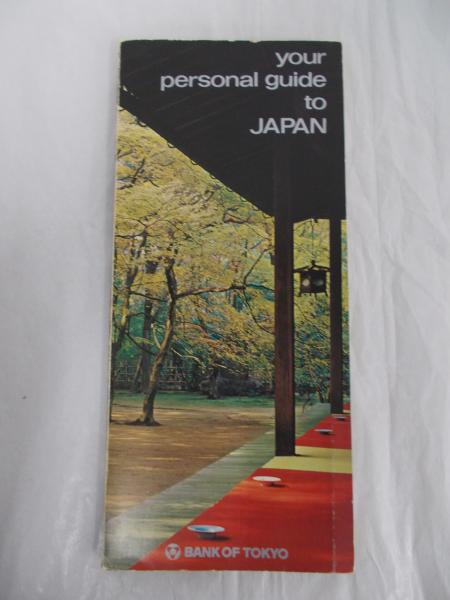 your
personal guide
to
JAPAN
BANK OF TOKYO